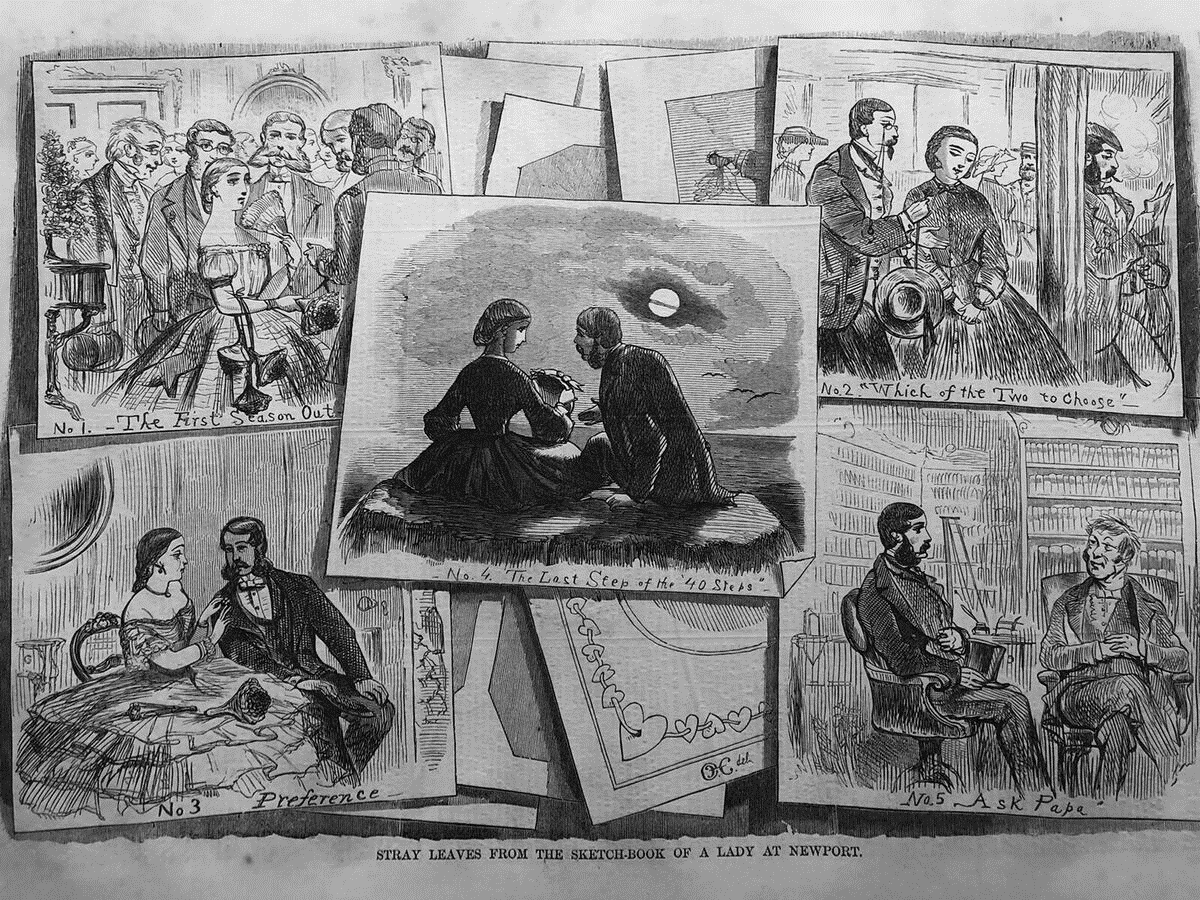 No 1. - The First Season Out.
No. 2. "Which of the Two to Choose" -
- No. 4. "The Last Step of the '40 Steps" -
No 3 Preference -
No. 5 - Ask Papa"
O.C. del.
STRAY LEAVES FROM THE SKETCH-BOOK OF A LADY AT NEWPORT.